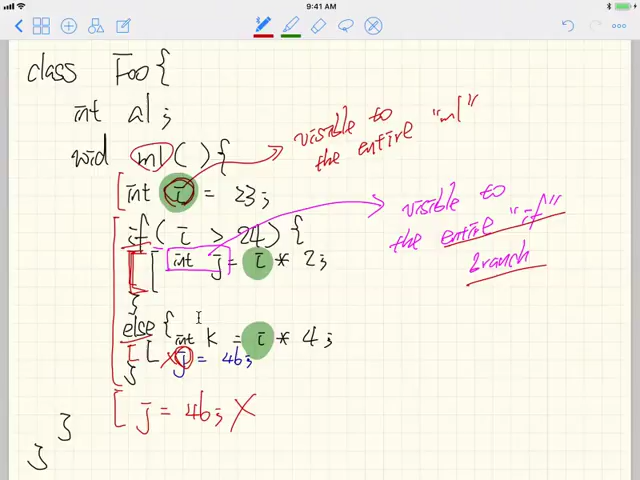 9:41 AM
class Foo {
int a1;
void m1 ( ) {
visible to
the entire "m1"
int i = 23;
if ( i > 24) {
visible to
the entire "if"
branch
int j = i * 2;
}
else {
int k = i * 4;
j = 46;
}
j = 46; X
}
}